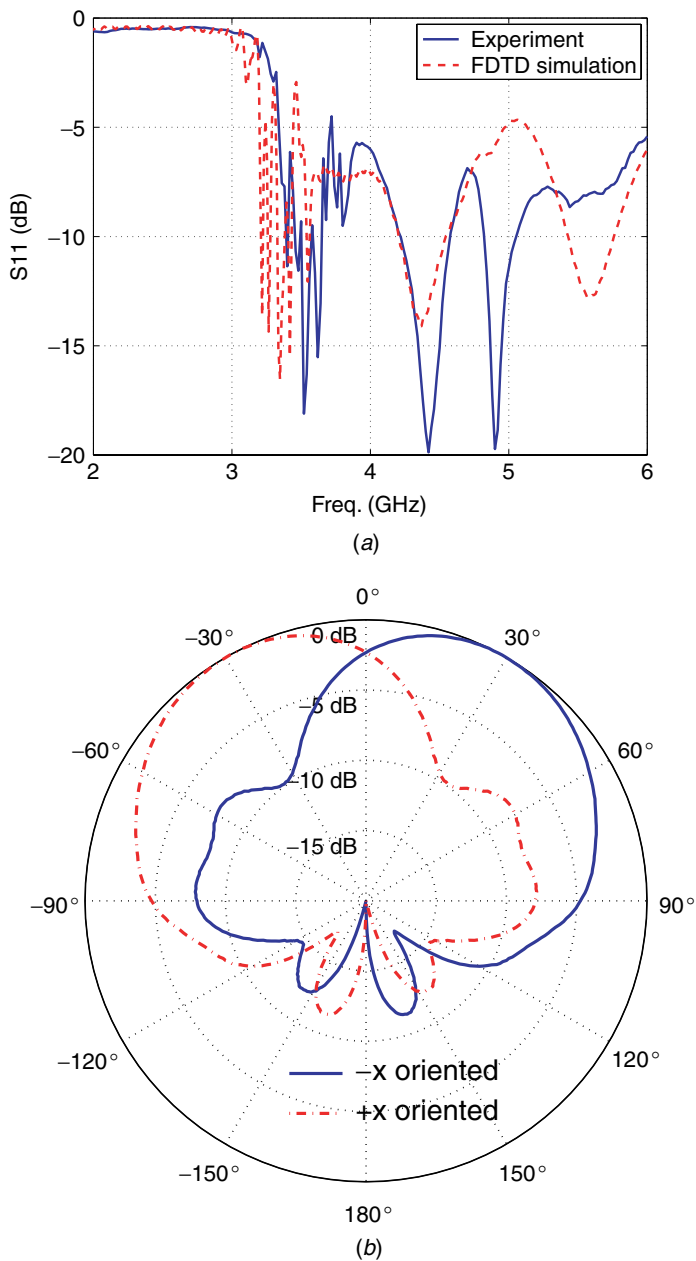 0
−5
−10
−15
−20
S11 (dB)
Experiment
FDTD simulation
2
3
4
5
6
Freq. (GHz)
(a)
0°
−30°
30°
0 dB
−5 dB
−60°
60°
−10 dB
−15 dB
−90°
90°
−120°
120°
−x oriented
+x oriented
−150°
150°
180°
(b)